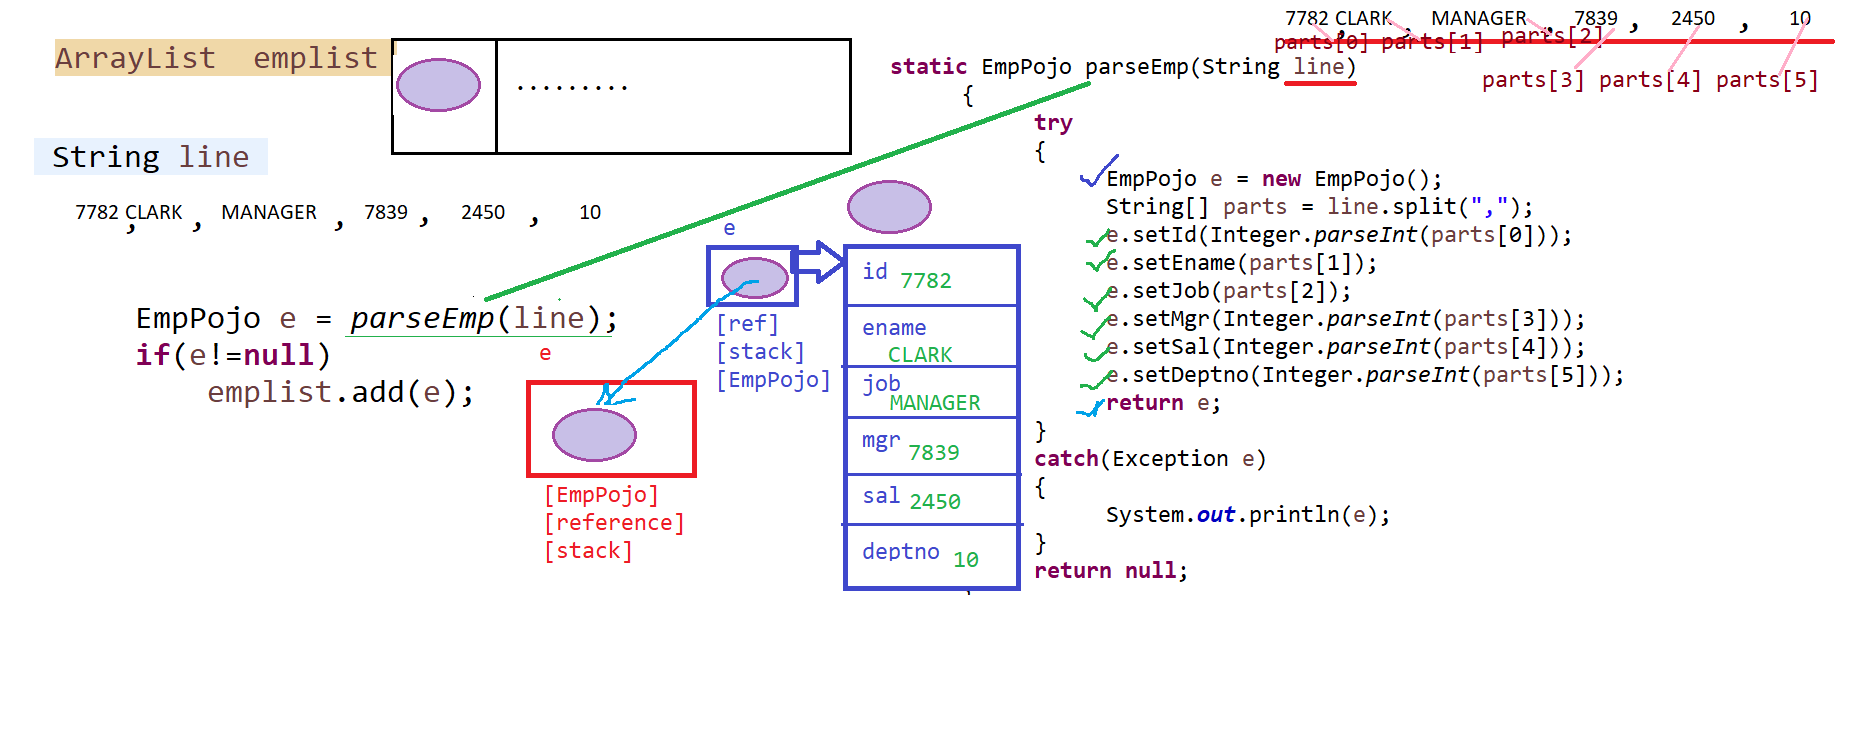 ArrayList emplist
.........
String line
7782 , CLARK , MANAGER , 7839 , 2450 , 10
EmpPojo e = parseEmp(line);
if(e!=null)
emplist.add(e);
e
[EmpPojo]
[reference]
[stack]
e
[ref]
[stack]
[EmpPojo]
id 7782
ename
CLARK
job
MANAGER
mgr 7839
sal 2450
deptno 10
7782 , CLARK , MANAGER , 7839 , 2450 , 10
parts[0] parts[1] parts[2]
parts[3] parts[4] parts[5]
static EmpPojo parseEmp(String line)
{
try
{
EmpPojo e = new EmpPojo();
String[] parts = line.split(",");
e.setId(Integer.parseInt(parts[0]));
e.setEname(parts[1]);
e.setJob(parts[2]);
e.setMgr(Integer.parseInt(parts[3]));
e.setSal(Integer.parseInt(parts[4]));
e.setDeptno(Integer.parseInt(parts[5]));
return e;
}
catch(Exception e)
{
System.out.println(e);
}
return null;